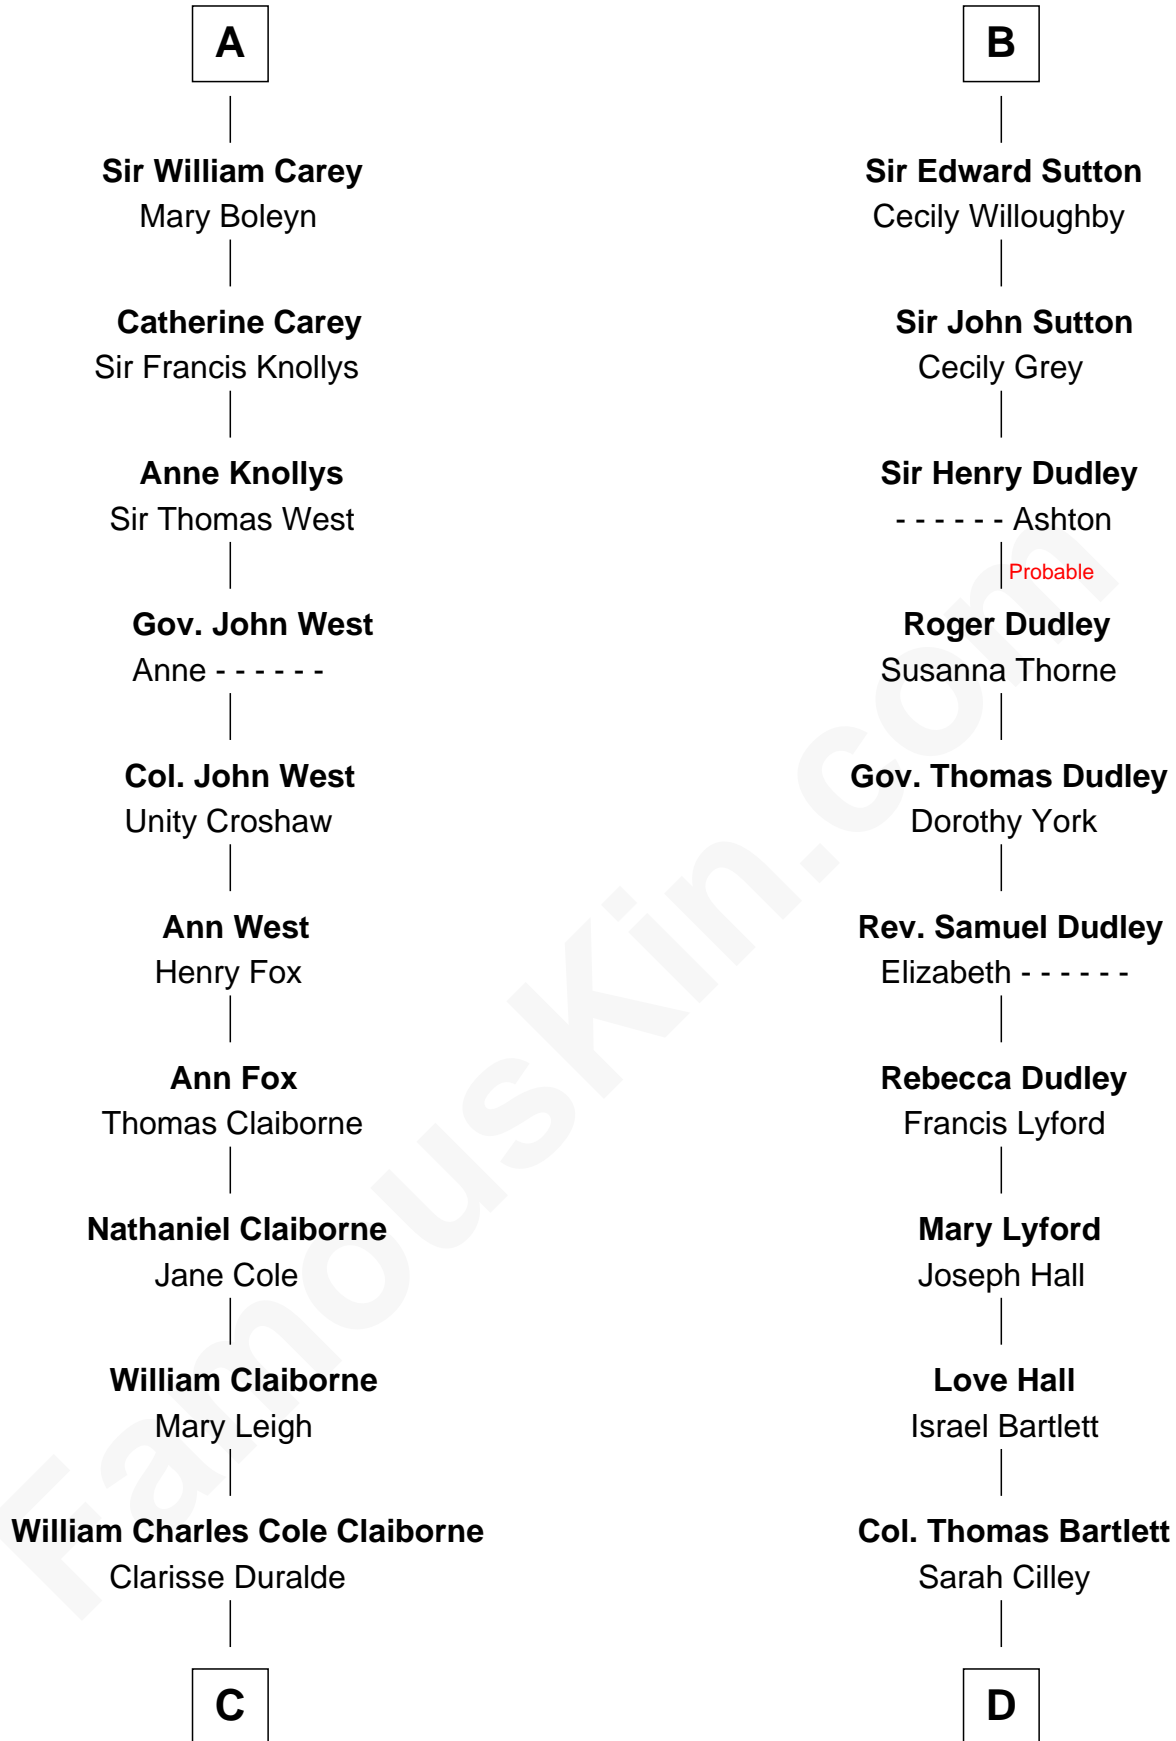 A
Sir William Carey
Mary Boleyn
Catherine Carey
Sir Francis Knollys
Anne Knollys
Sir Thomas West
Gov. John West
Anne - - - - - -
Col. John West
Unity Croshaw
Ann West
Henry Fox
Ann Fox
Thomas Claiborne
Nathaniel Claiborne
Jane Cole
William Claiborne
Mary Leigh
William Charles Cole Claiborne
Clarisse Duralde
C
B
Sir Edward Sutton
Cecily Willoughby
Sir John Sutton
Cecily Grey
Sir Henry Dudley
- - - - - - Ashton
Probable
Roger Dudley
Susanna Thorne
Gov. Thomas Dudley
Dorothy York
Rev. Samuel Dudley
Elizabeth - - - - - -
Rebecca Dudley
Francis Lyford
Mary Lyford
Joseph Hall
Love Hall
Israel Bartlett
Col. Thomas Bartlett
Sarah Cilley
D
FamousKin.com